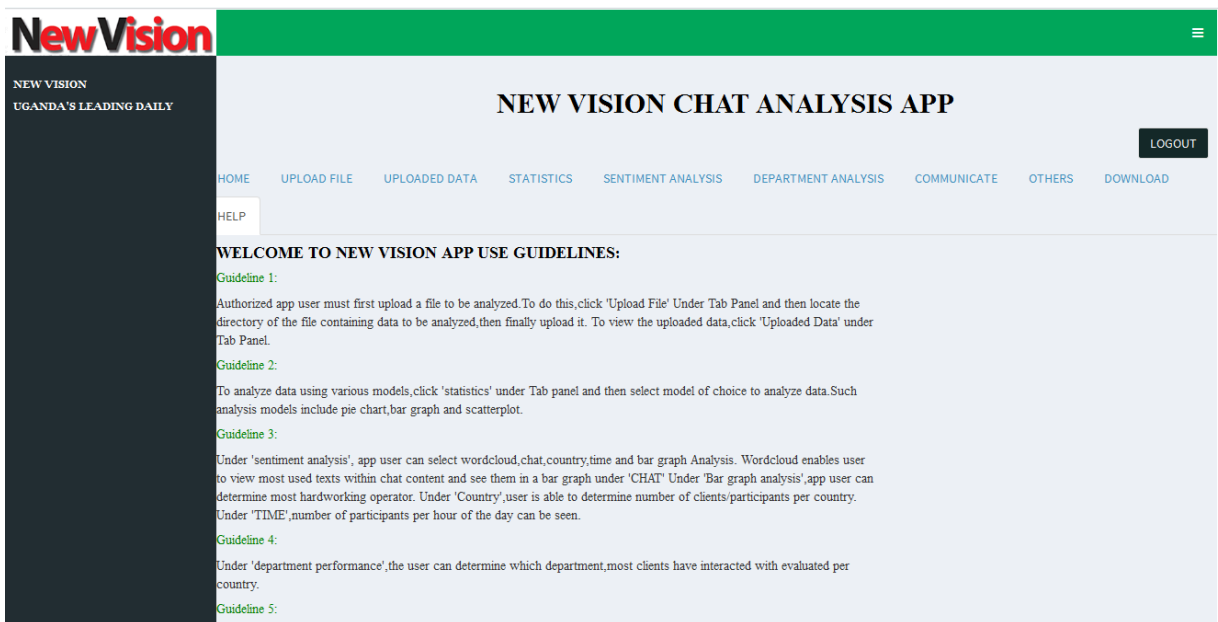 NewVision
NEW VISION
UGANDA'S LEADING DAILY
NEW VISION CHAT ANALYSIS APP
LOGOUT
HOME UPLOAD FILE UPLOADED DATA STATISTICS SENTIMENT ANALYSIS DEPARTMENT ANALYSIS COMMUNICATE OTHERS DOWNLOAD
HELP
WELCOME TO NEW VISION APP USE GUIDELINES:
Guideline 1:
Authorized app user must first upload a file to be analyzed.To do this,click 'Upload File' Under Tab Panel and then locate the
directory of the file containing data to be analyzed,then finally upload it. To view the uploaded data,click 'Uploaded Data' under
Tab Panel.
Guideline 2:
To analyze data using various models,click 'statistics' under Tab panel and then select model of choice to analyze data.Such
analysis models include pie chart,bar graph and scatterplot.
Guideline 3:
Under 'sentiment analysis', app user can select wordcloud,chat,country,time and bar graph Analysis. Wordcloud enables user
to view most used texts within chat content and see them in a bar graph under 'CHAT' Under 'Bar graph analysis',app user can
determine most hardworking operator. Under 'Country',user is able to determine number of clients/participants per country.
Under 'TIME',number of participants per hour of the day can be seen.
Guideline 4:
Under 'department performance',the user can determine which department,most clients have interacted with evaluated per
country.
Guideline 5: